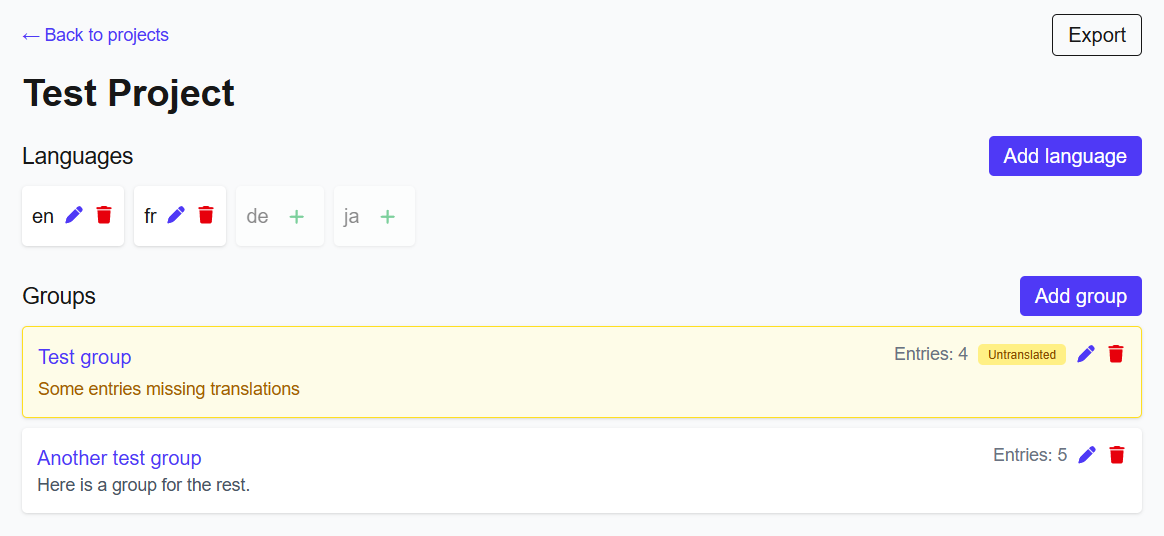 ← Back to projects
Export
Test Project
Languages
Add language
en
fr
de +
ja +
Groups
Add group
Test group
Entries: 4 Untranslated
Some entries missing translations
Another test group
Entries: 5
Here is a group for the rest.